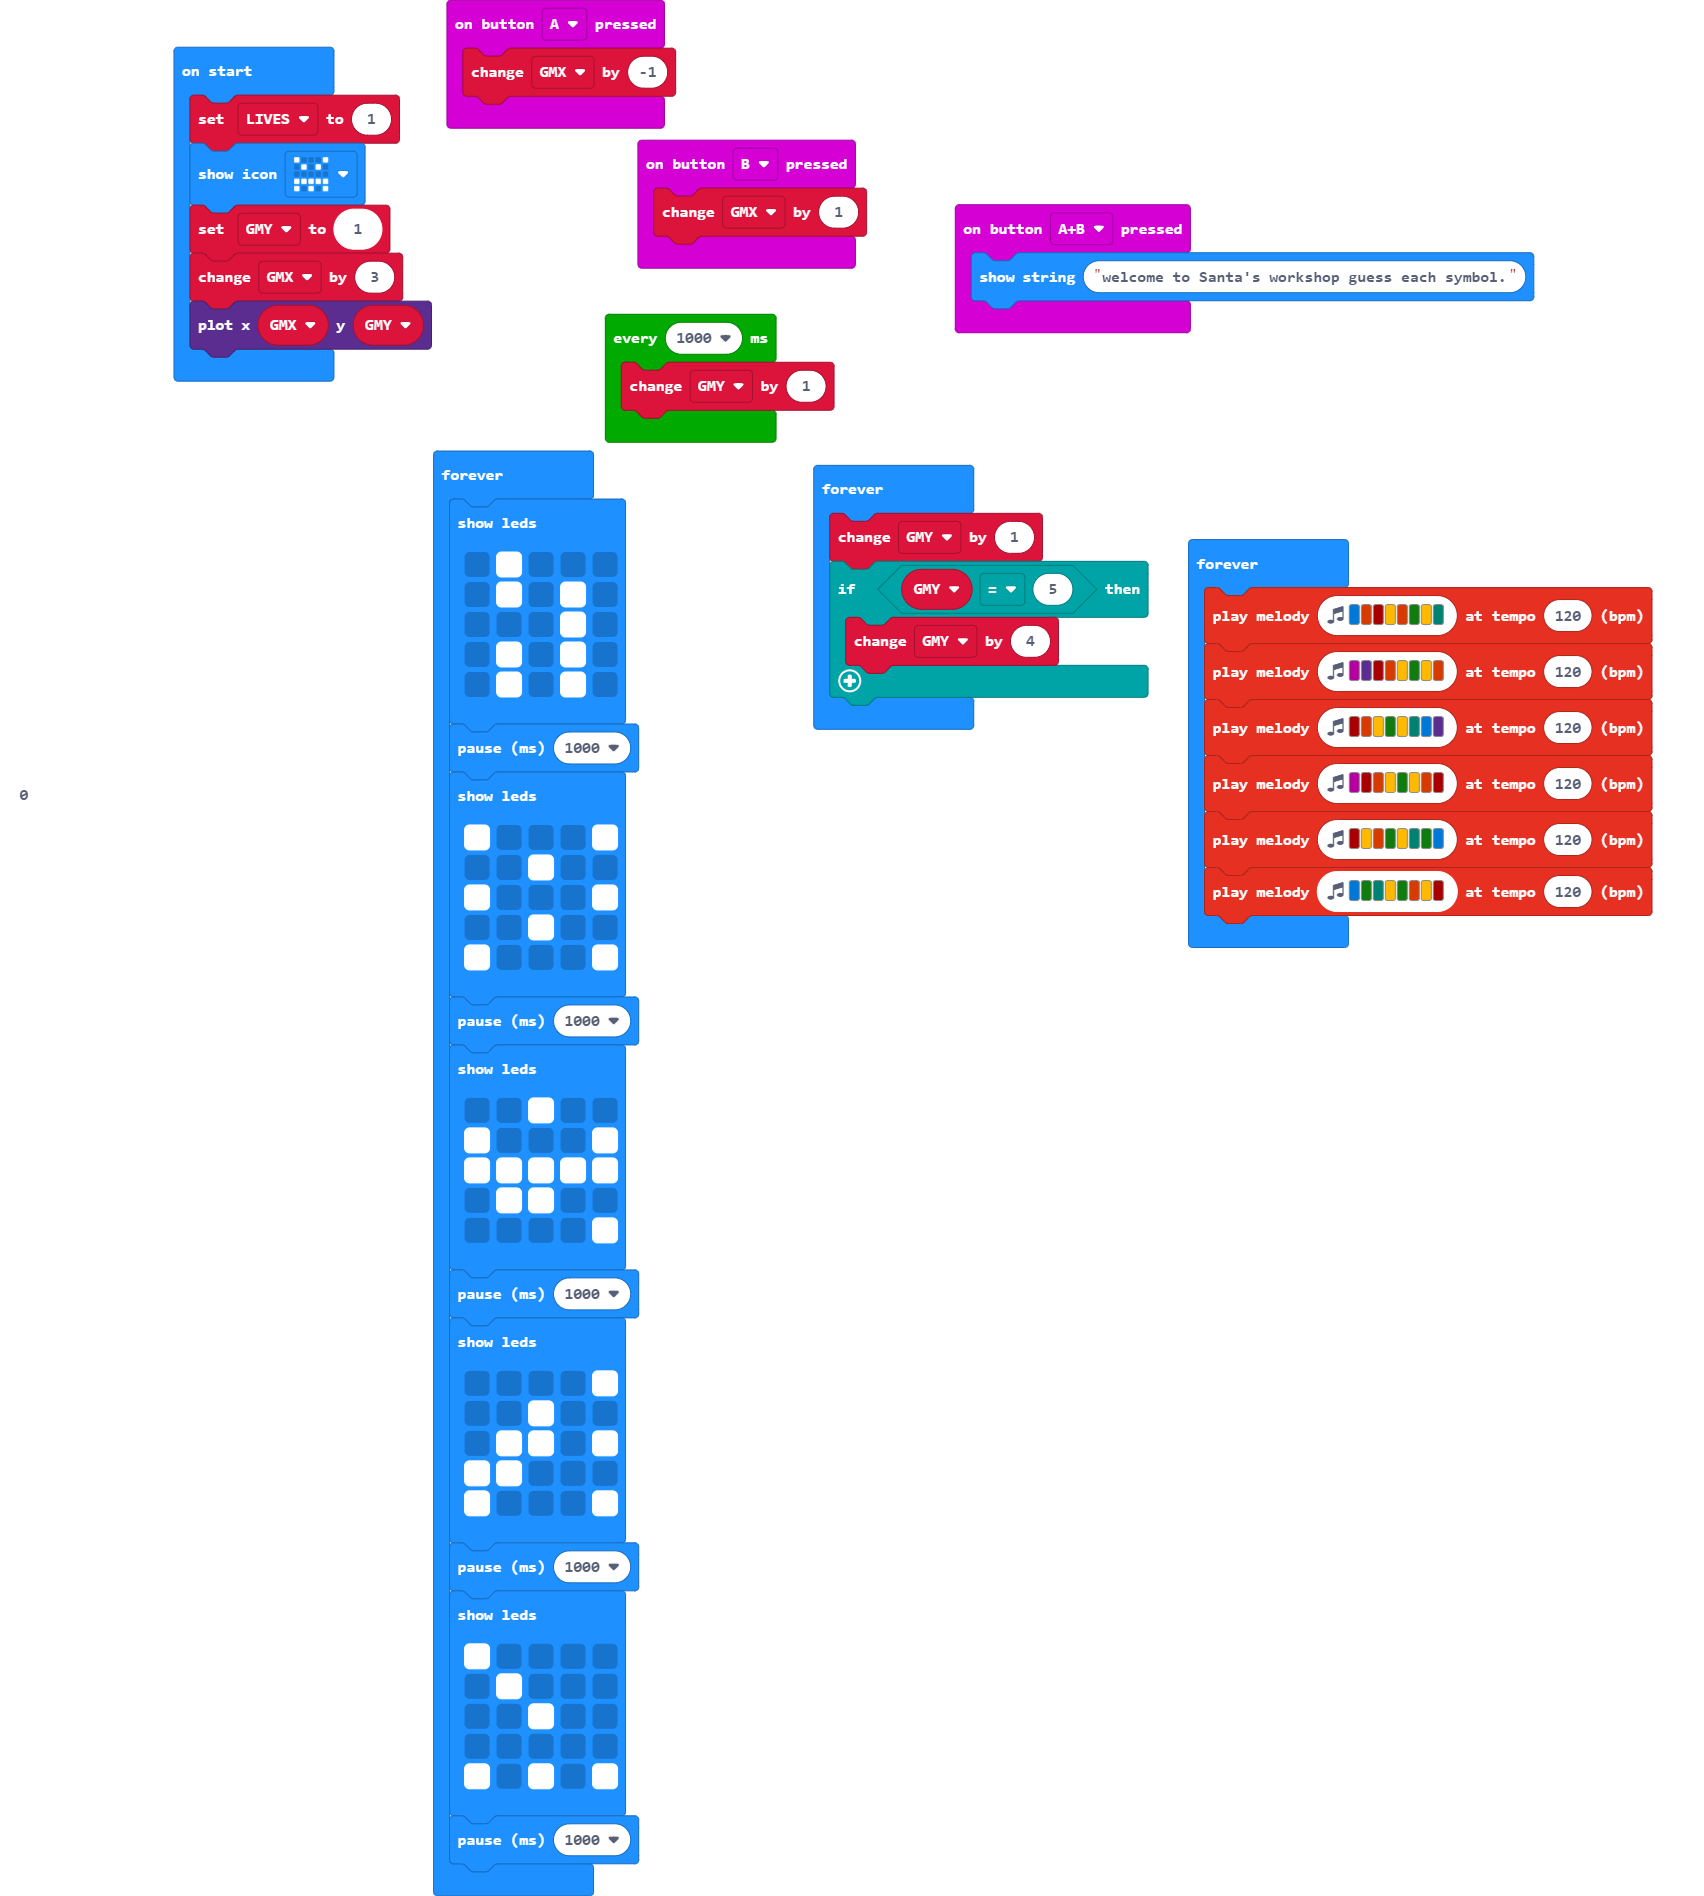 on start
set LIVES to 1
show icon
set GMY to 1
change GMX by 3
plot x GMX y GMY
on button A pressed
change GMX by -1
on button B pressed
change GMX by 1
on button A+B pressed
show string "welcome to Santa's workshop guess each symbol."
every 1000 ms
change GMY by 1
forever
show leds
pause (ms) 1000
show leds
pause (ms) 1000
show leds
pause (ms) 1000
show leds
pause (ms) 1000
show leds
pause (ms) 1000
forever
change GMY by 1
if GMY = 5 then
change GMY by 4
forever
play melody at tempo 120 (bpm)
play melody at tempo 120 (bpm)
play melody at tempo 120 (bpm)
play melody at tempo 120 (bpm)
play melody at tempo 120 (bpm)
play melody at tempo 120 (bpm)
0